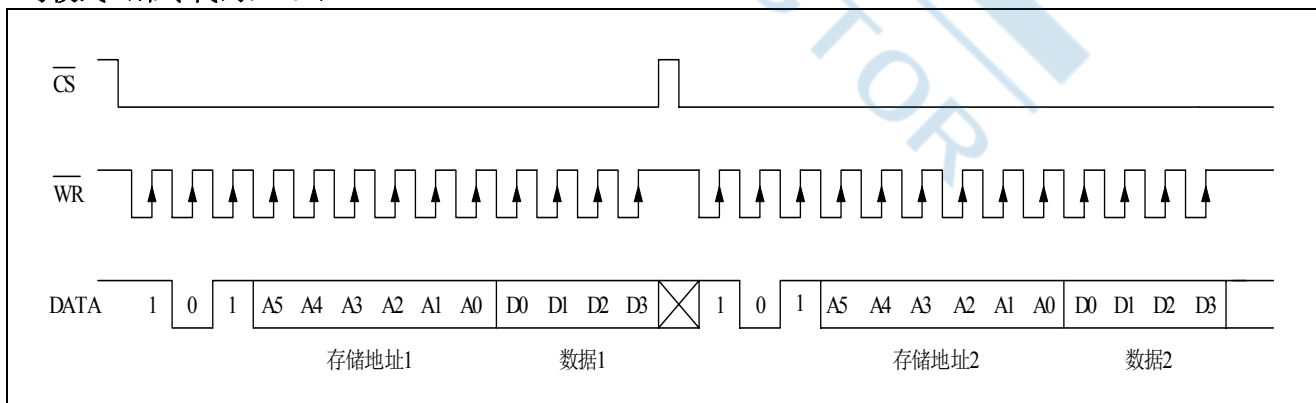 CTOR
CS
WR
DATA 1 0 1 A5 A4 A3 A2 A1 A0 D0 D1 D2 D3 1 0 1 A5 A4 A3 A2 A1 A0 D0 D1 D2 D3
存储地址1 数据1 存储地址2 数据2